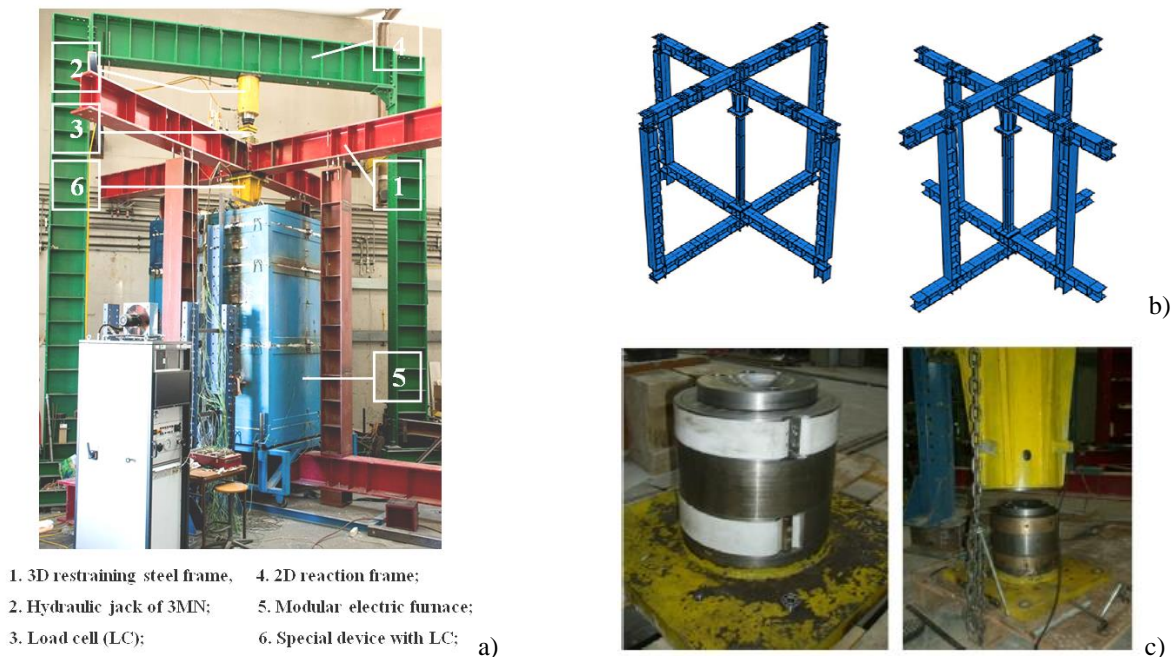 4
2
3
6
1
5
1. 3D restraining steel frame, 4. 2D reaction frame;
2. Hydraulic jack of 3MN; 5. Modular electric furnace;
3. Load cell (LC); 6. Special device with LC;
a)
b)
c)